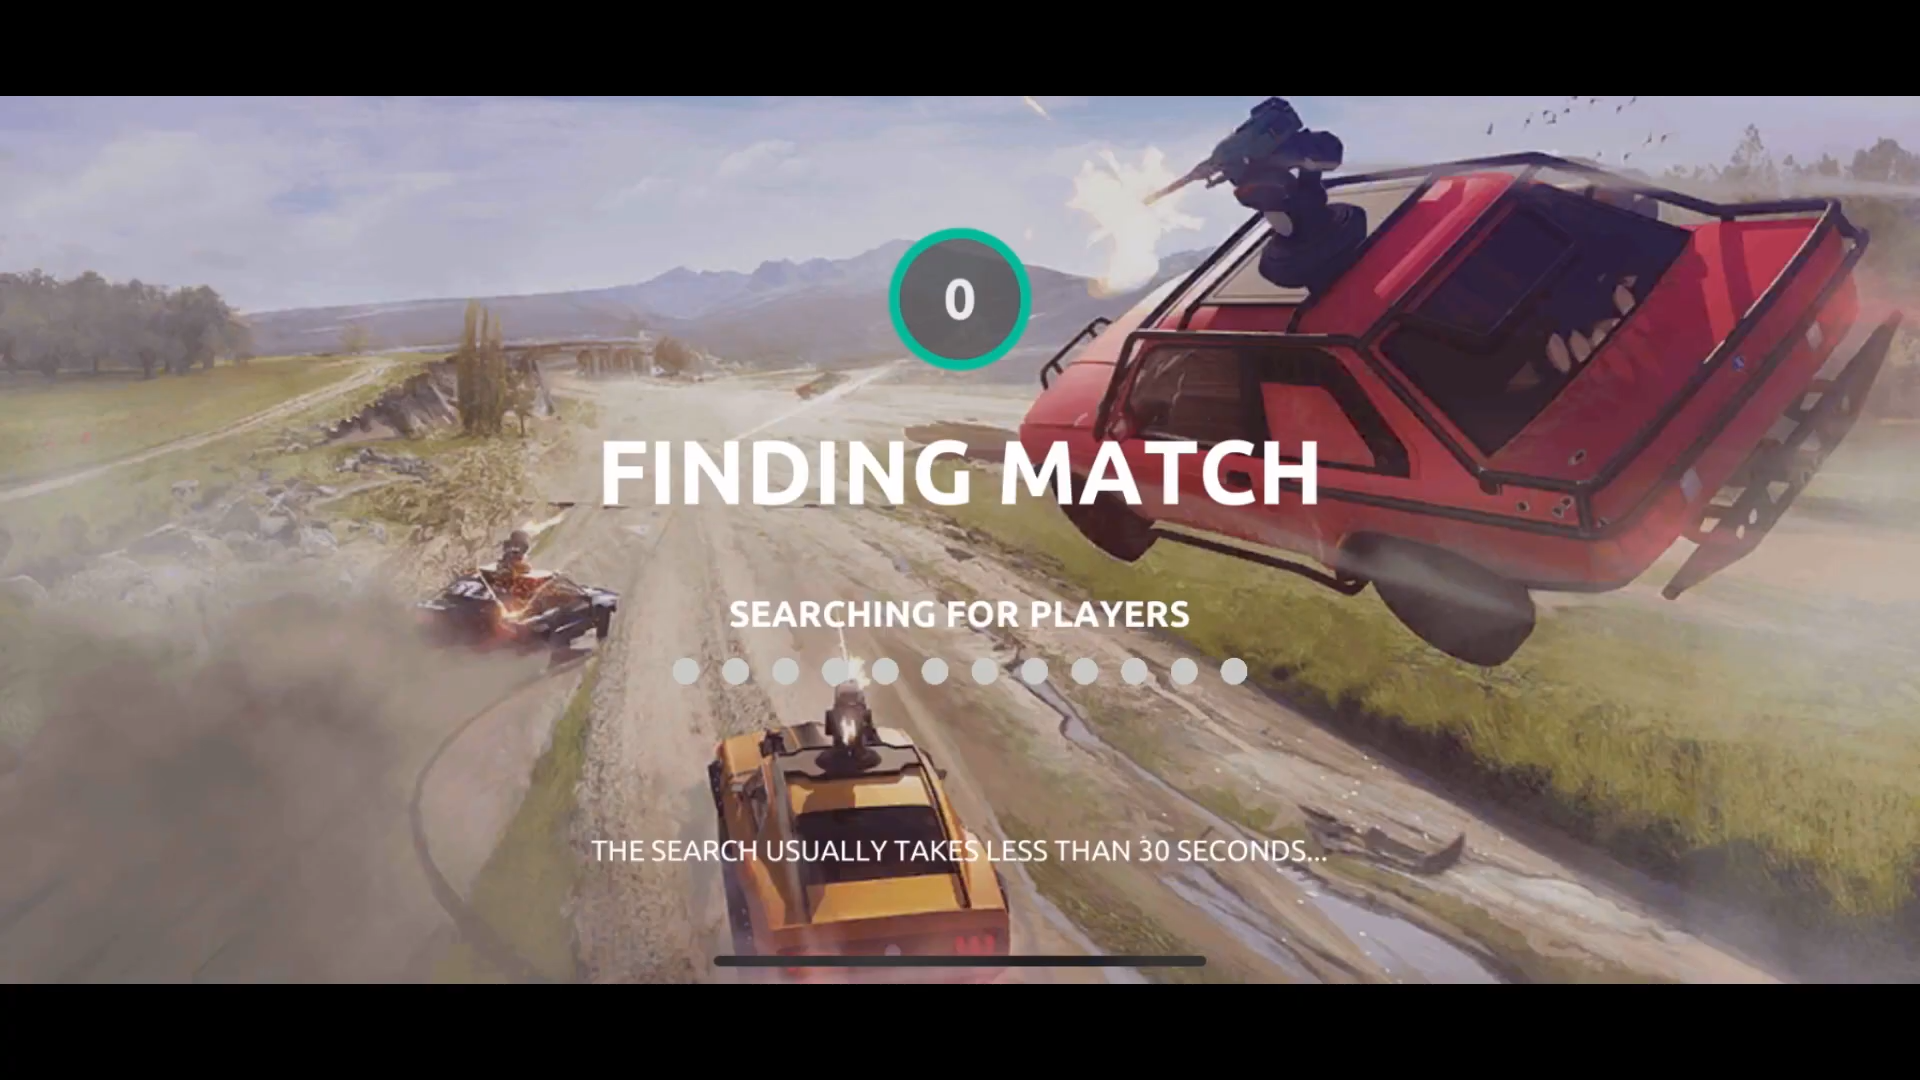 0
FINDING MATCH
SEARCHING FOR PLAYERS
THE SEARCH USUALLY TAKES LESS THAN 30 SECONDS...